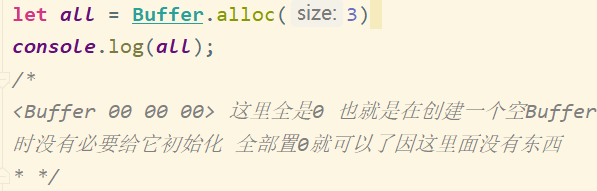 let all = Buffer.alloc( size: 3)
console.log(all);
/*
<Buffer 00 00 00> 这里全是0 也就是在创建一个空Buffer
时没有必要给它初始化 全部置0就可以了因这里面没有东西
* */